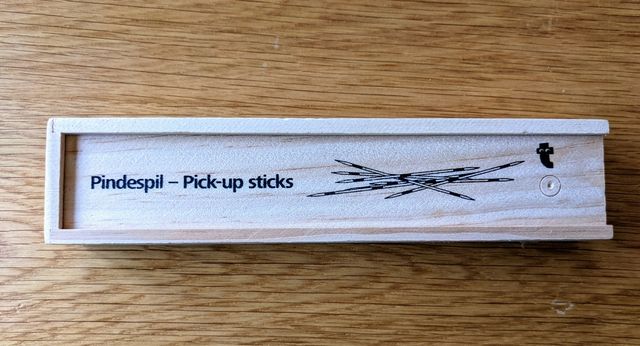 Pindespil – Pick-up sticks
t